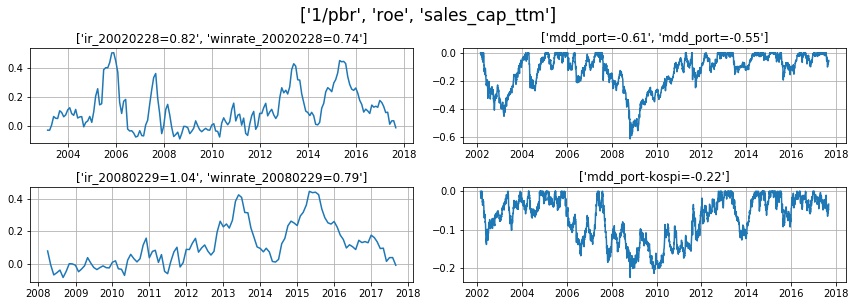 ['1/pbr', 'roe', 'sales_cap_ttm']
['ir_20020228=0.82', 'winrate_20020228=0.74']
0.4
0.2
0.0
2004 2006 2008 2010 2012 2014 2016 2018
['mdd_port=-0.61', 'mdd_port=-0.55']
0.0
−0.2
−0.4
−0.6
2002 2004 2006 2008 2010 2012 2014 2016 2018
['ir_20080229=1.04', 'winrate_20080229=0.79']
0.4
0.2
0.0
2008 2009 2010 2011 2012 2013 2014 2015 2016 2017 2018
['mdd_port-kospi=-0.22']
0.0
−0.1
−0.2
2002 2004 2006 2008 2010 2012 2014 2016 2018